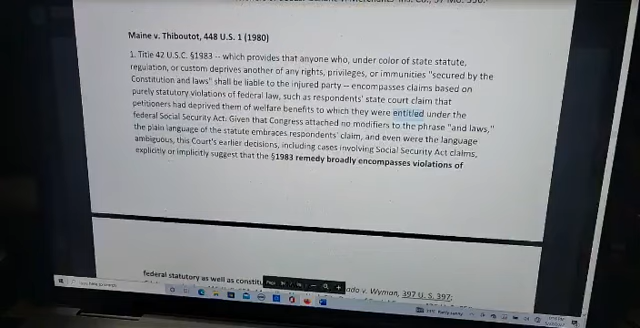 Maine v. Thiboutot, 448 U.S. 1 (1980)
1. Title 42 U.S.C. §1983 -- which provides that anyone who, under color of state statute,
regulation, or custom deprives another of any rights, privileges, or immunities "secured by the
Constitution and laws" shall be liable to the injured party -- encompasses claims based on
purely statutory violations of federal law, such as respondents' state court claim that
petitioners had deprived them of welfare benefits to which they were entitled under the
federal Social Security Act. Given that Congress attached no modifiers to the phrase "and laws,"
the plain language of the statute embraces respondents' claim, and even were the language
ambiguous, this Court's earlier decisions, including cases involving Social Security Act claims,
explicitly or implicitly suggest that the §1983 remedy broadly encompasses violations of
federal statutory as well as constitu
v. Wyman, 397 U.S. 397;